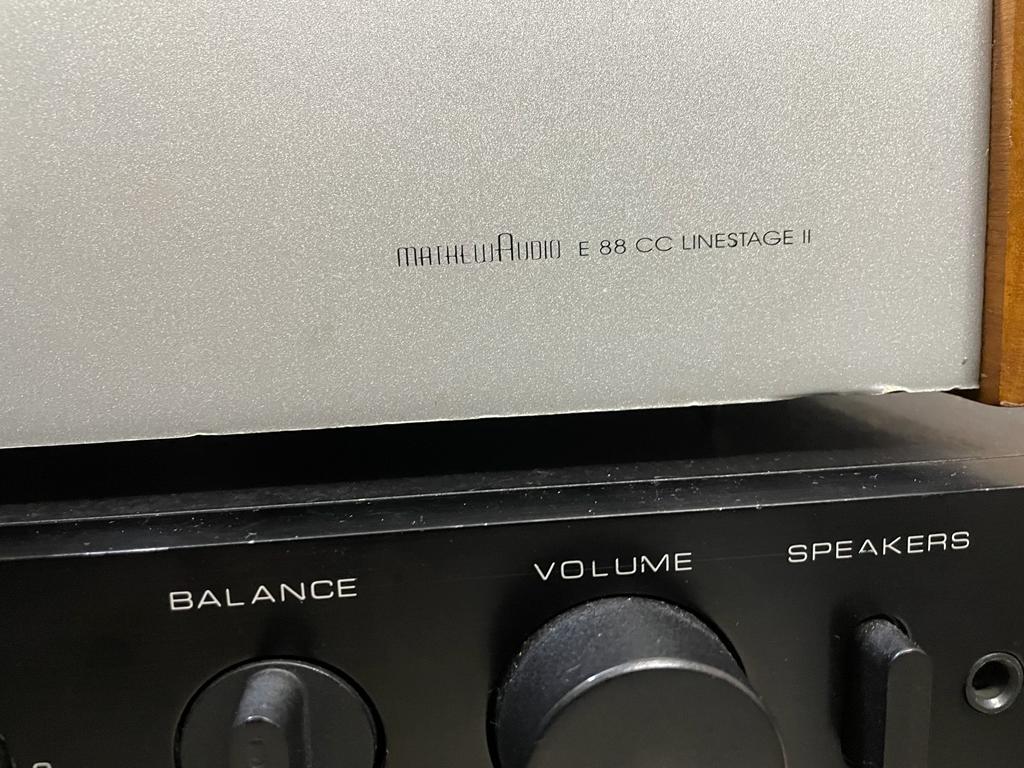 MATHEWAUDIO E 88 CC LINESTAGE II
BALANCE VOLUME SPEAKERS